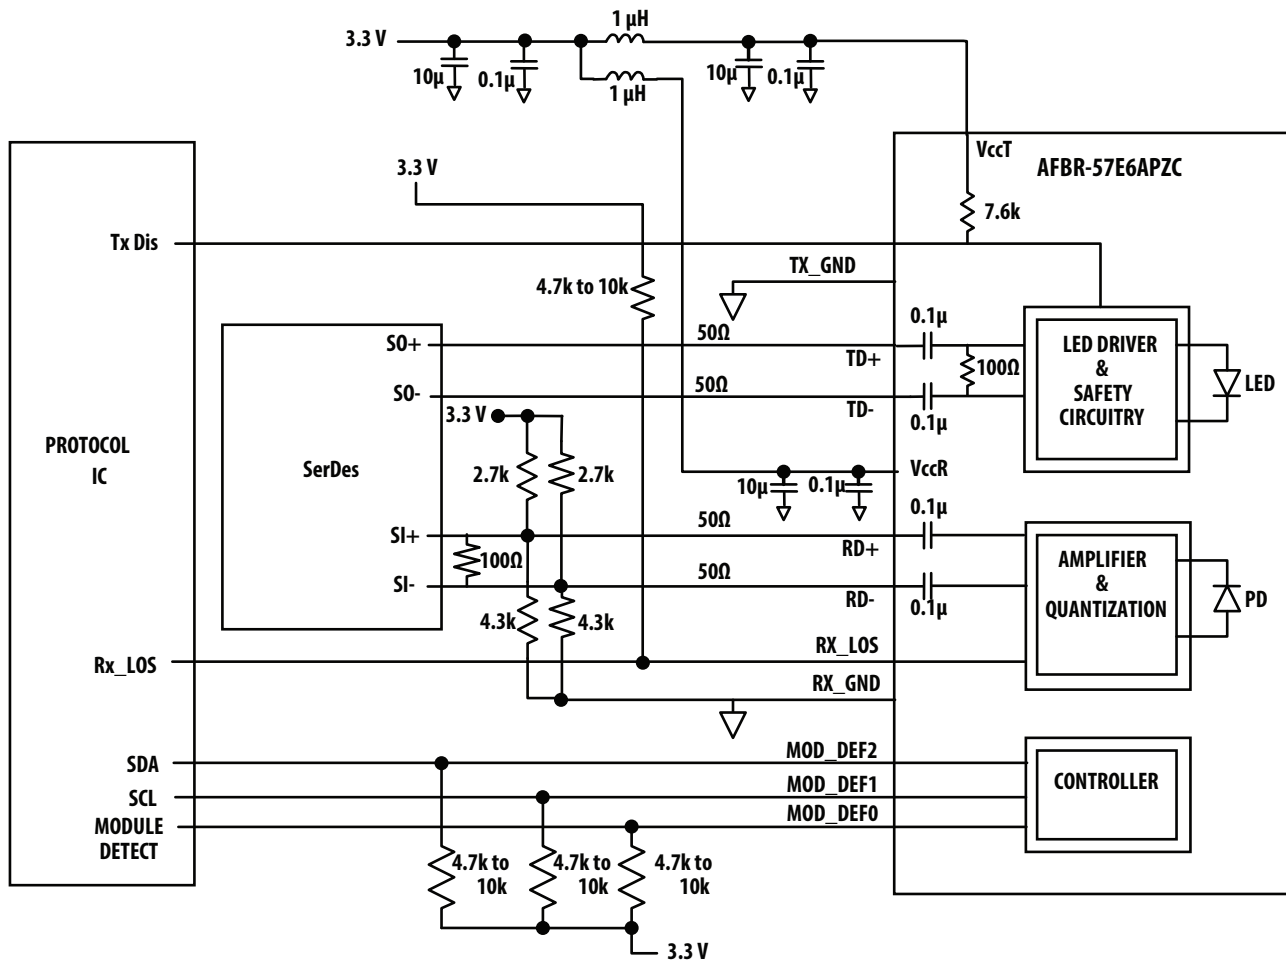 1 µH
3.3 V
10µ
0.1µ
1 µH
10µ
0.1µ
3.3 V
VccT
AFBR-57E6APZC
7.6k
Tx Dis
TX_GND
4.7k to 10k
SO+
50Ω
TD+
0.1µ
100Ω
LED DRIVER
&
SAFETY
CIRCUITRY
LED
SO-
50Ω
TD-
0.1µ
3.3 V
PROTOCOL
IC
SerDes
2.7k
2.7k
VccR
10µ
0.1µ
SI+
100Ω
50Ω
RD+
0.1µ
AMPLIFIER
&
QUANTIZATION
PD
SI-
50Ω
RD-
0.1µ
4.3k
4.3k
Rx_LOS
RX_LOS
RX_GND
SDA
MOD_DEF2
CONTROLLER
SCL
MOD_DEF1
MODULE
DETECT
MOD_DEF0
4.7k to
10k
4.7k to
10k
4.7k to
10k
3.3 V